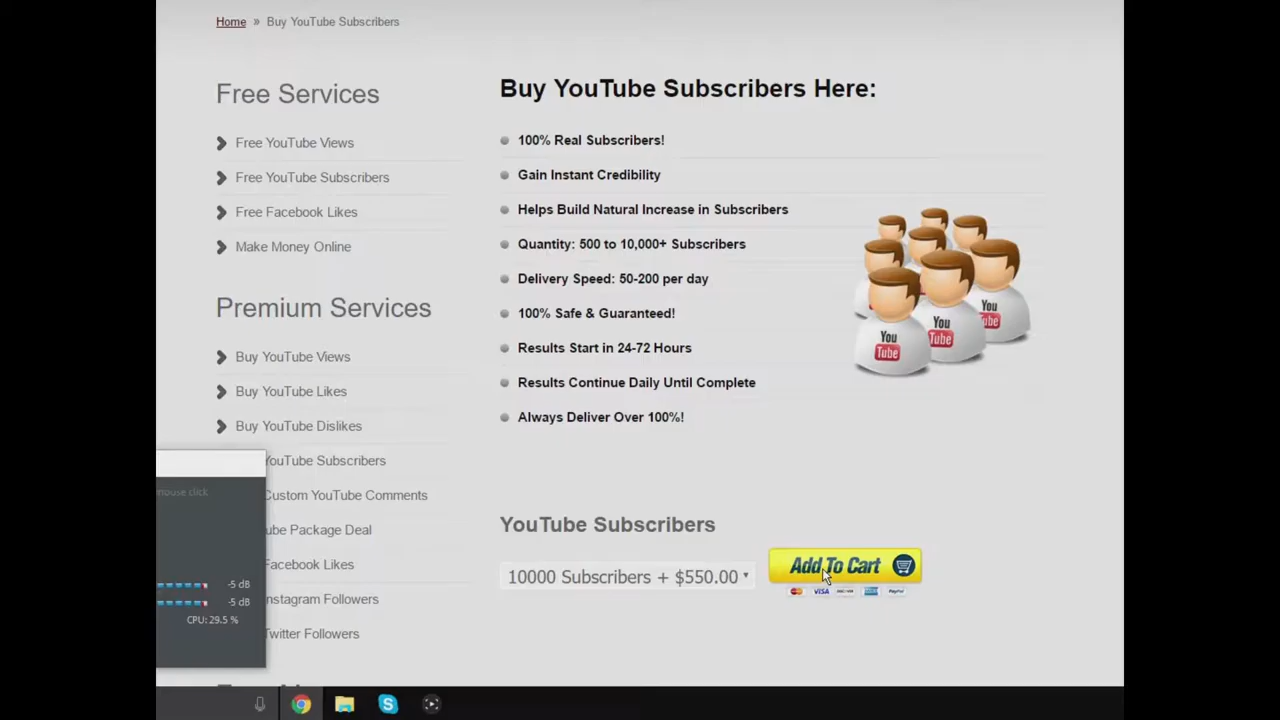 Home » Buy YouTube Subscribers
Free Services
Free YouTube Views
Free YouTube Subscribers
Free Facebook Likes
Make Money Online
Premium Services
Buy YouTube Views
Buy YouTube Likes
Buy YouTube Dislikes
YouTube Subscribers
Custom YouTube Comments
ube Package Deal
Facebook Likes
nstagram Followers
Twitter Followers
mouse click
-5 dB
-5 dB
CPU: 29.5 %
Buy YouTube Subscribers Here:
100% Real Subscribers!
Gain Instant Credibility
Helps Build Natural Increase in Subscribers
Quantity: 500 to 10,000+ Subscribers
Delivery Speed: 50-200 per day
100% Safe & Guaranteed!
Results Start in 24-72 Hours
Results Continue Daily Until Complete
Always Deliver Over 100%!
You Tube
You Tube
You Tube
YouTube Subscribers
10000 Subscribers + $550.00
Add To Cart
VISA
PayPal